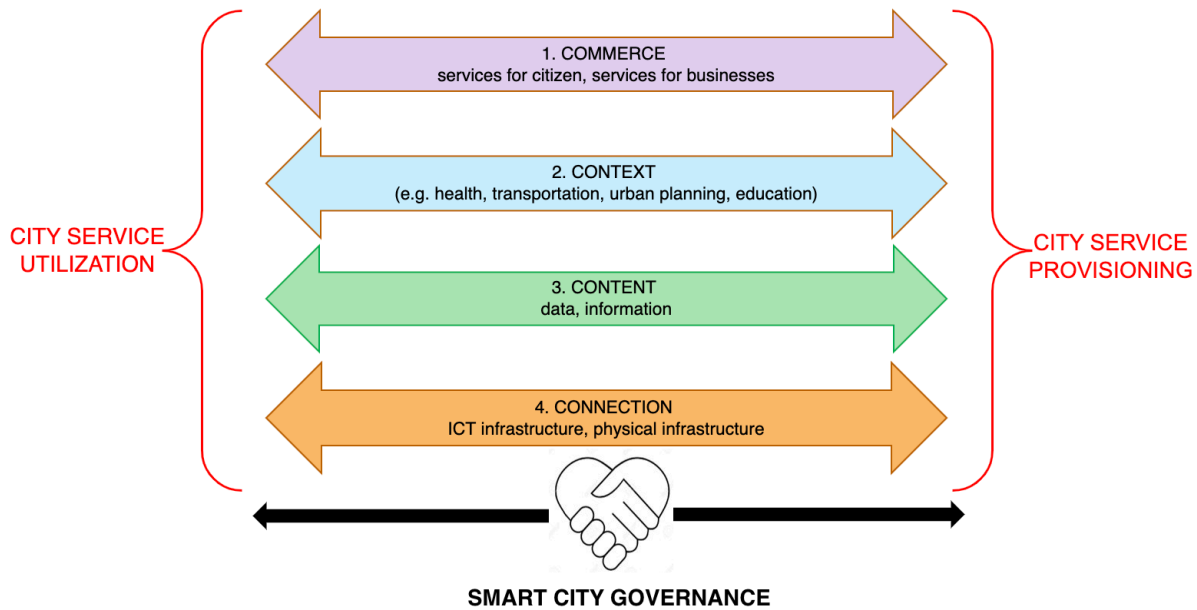 1. COMMERCE
services for citizen, services for businesses
2. CONTEXT
(e.g. health, transportation, urban planning, education)
CITY SERVICE
UTILIZATION
CITY SERVICE
PROVISIONING
3. CONTENT
data, information
4. CONNECTION
ICT infrastructure, physical infrastructure
SMART CITY GOVERNANCE